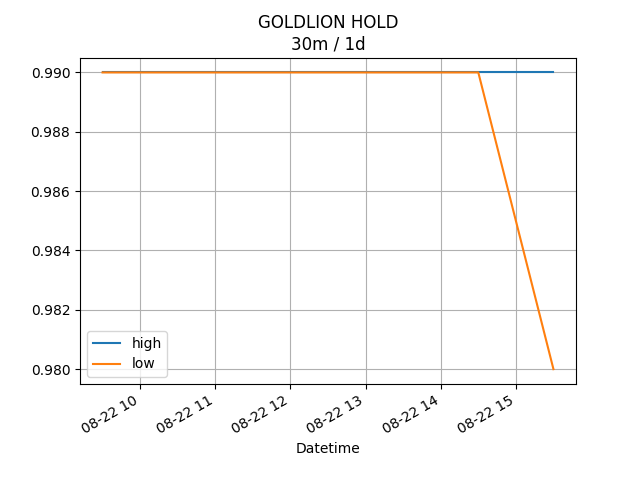 GOLDLION HOLD
30m / 1d
0.990
0.988
0.986
0.984
0.982
0.980
high
low
08-22 10
08-22 11
08-22 12
08-22 13
08-22 14
08-22 15
Datetime